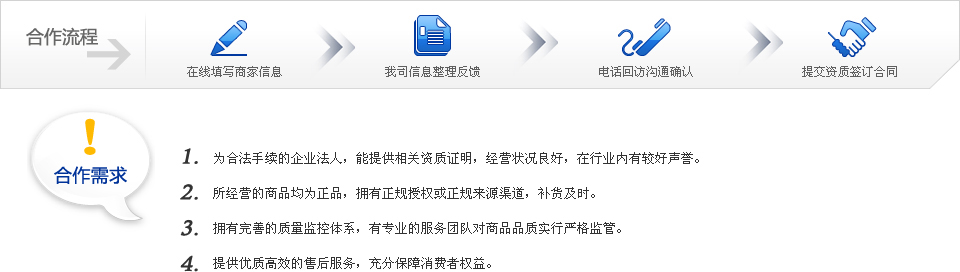 合作流程
在线填写商家信息
我司信息整理反馈
电话回访沟通确认
提交资质签订合同
!
合作需求
1. 为合法手续的企业法人，能提供相关资质证明，经营状况良好，在行业内有较好声誉。
2. 所经营的商品均为正品，拥有正规授权或正规来源渠道，补货及时。
3. 拥有完善的质量监控体系，有专业的服务团队对商品品质实行严格监管。
4. 提供优质高效的售后服务，充分保障消费者权益。